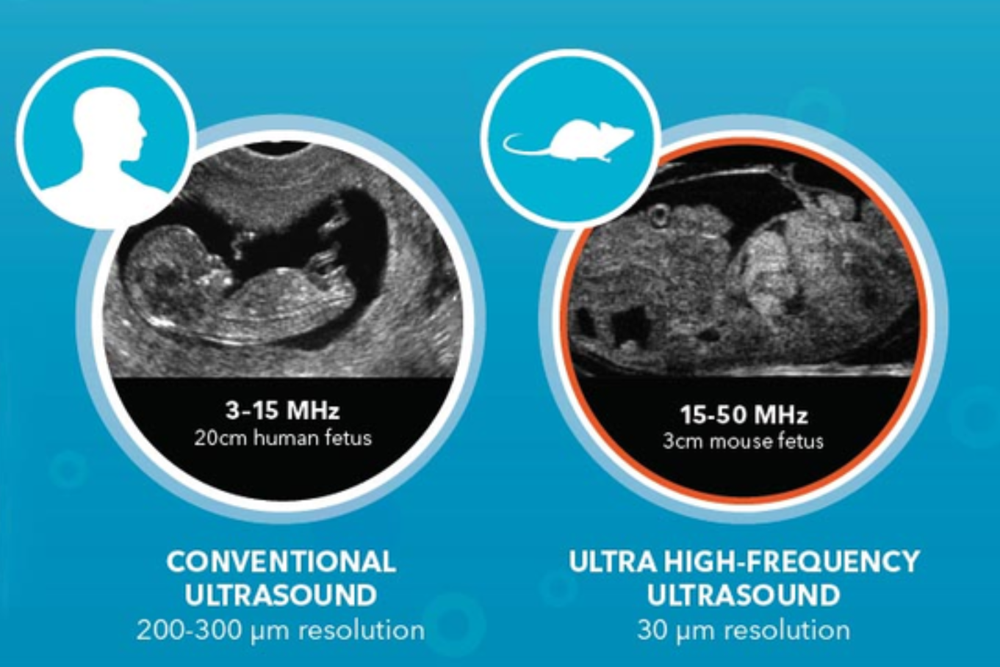 3-15 MHz
20cm human fetus
CONVENTIONAL
ULTRASOUND
200-300 µm resolution
15-50 MHz
3cm mouse fetus
ULTRA HIGH-FREQUENCY
ULTRASOUND
30 µm resolution